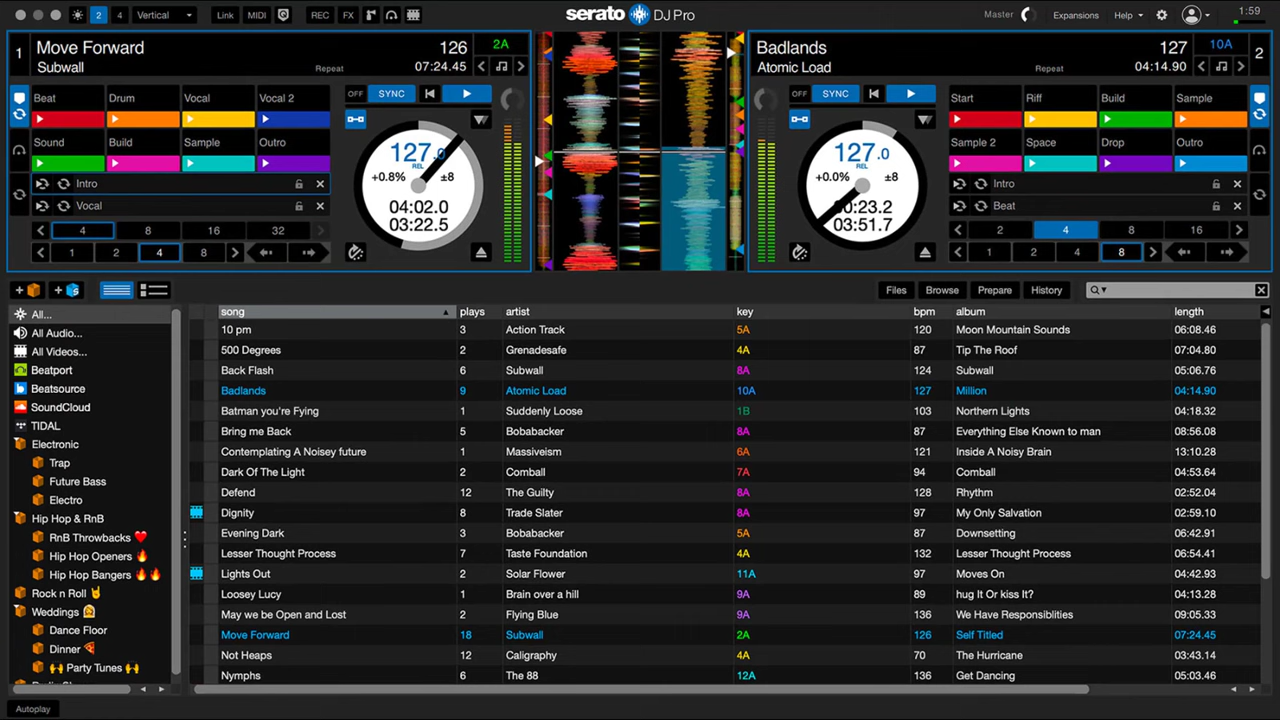 2 4 Vertical Link MIDI REC FX serato DJ Pro Master Expansions Help 1:59
1 Move Forward 126 2A
Subwall Repeat 07:24.45
Beat Drum Vocal Vocal 2
Sound Build Sample Outro
Intro
Vocal
4 8 16 32
1 2 4 8
OFF SYNC
127.0
REL
+0.8% ±8
04:02.0
03:22.5
Badlands 127 10A 2
Atomic Load Repeat 04:14.90
OFF SYNC
127.0
REL
+0.0% ±8
00:23.2
03:51.7
Start Riff Build Sample
Sample 2 Space Drop Outro
Intro
Beat
2 4 8 16
1 2 4 8
Files Browse Prepare History
All...
All Audio...
All Videos...
Beatport
Beatsource
SoundCloud
TIDAL
Electronic
Trap
Future Bass
Electro
Hip Hop & RnB
RnB Throwbacks ❤️
Hip Hop Openers 🔥
Hip Hop Bangers 🔥🔥
Rock n Roll 🤘
Weddings 👰
Dance Floor
Dinner 🍕
🙌 Party Tunes 🙌
song plays artist key bpm album length
10 pm 3 Action Track 5A 120 Moon Mountain Sounds 06:08.46
500 Degrees 2 Grenadesafe 4A 87 Tip The Roof 07:04.80
Back Flash 6 Subwall 8A 124 Subwall 05:06.76
Badlands 9 Atomic Load 10A 127 Million 04:14.90
Batman you're Fying 1 Suddenly Loose 1B 103 Northern Lights 04:18.32
Bring me Back 5 Bobabacker 8A 87 Everything Else Known to man 08:56.08
Contemplating A Noisey future 1 Massiveism 6A 121 Inside A Noisy Brain 13:10.28
Dark Of The Light 2 Comball 7A 94 Comball 04:53.64
Defend 12 The Guilty 8A 128 Rhythm 02:52.04
Dignity 8 Trade Slater 8A 97 My Only Salvation 02:59.10
Evening Dark 3 Bobabacker 5A 87 Downsetting 06:42.91
Lesser Thought Process 7 Taste Foundation 4A 132 Lesser Thought Process 06:54.41
Lights Out 2 Solar Flower 11A 97 Moves On 04:42.93
Loosey Lucy 1 Brain over a hill 9A 89 hug It Or kiss It? 04:13.28
May we be Open and Lost 2 Flying Blue 9A 136 We Have Responsiblities 09:05.33
Move Forward 18 Subwall 2A 126 Self Titled 07:24.45
Not Heaps 12 Caligraphy 4A 70 The Hurricane 03:43.14
Nymphs 6 The 88 12A 136 Get Dancing 05:03.46
Autoplay